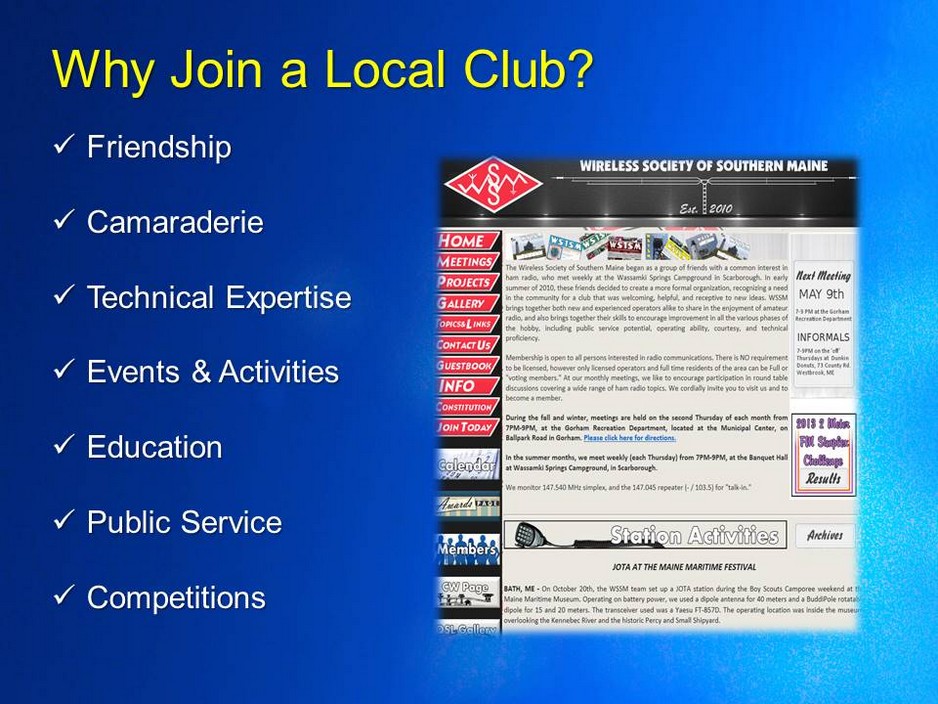 Why Join a Local Club?
✓ Friendship
✓ Camaraderie
✓ Technical Expertise
✓ Events & Activities
✓ Education
✓ Public Service
✓ Competitions
WSSM
WIRELESS SOCIETY OF SOUTHERN MAINE
Est. 2010
HOME
MEETINGS
PROJECTS
GALLERY
TOPICS & LINKS
CONTACT US
GUESTBOOK
INFO
CONSTITUTION
JOIN TODAY
Calendar
Awards PAGE
Members
CW Page
QSL Gallery
The Wireless Society of Southern Maine began as a group of friends with a common interest in
ham radio, who met weekly at the Wassamki Springs Campground in Scarborough. In early
summer of 2010, these friends decided to create a more formal organization, recognizing a need
in the community for a club that was welcoming, helpful, and receptive to new ideas. WSSM
brings together both new and experienced operators alike to share in the enjoyment of amateur
radio, and also brings together their skills to encourage improvement in all the various phases of
the hobby, including public service potential, operating ability, courtesy, and technical
proficiency.
Membership is open to all persons interested in radio communications. There is NO requirement
to be licensed, however only licensed operators and full time residents of the area can be Full or
"voting members." At our monthly meetings, we like to encourage participation in round table
discussions covering a wide range of ham radio topics. We cordially invite you to visit us and to
become a member.
During the fall and winter, meetings are held on the second Thursday of each month from
7PM-9PM, at the Gorham Recreation Department, located at the Municipal Center, on
Ballpark Road in Gorham. Please click here for directions.
In the summer months, we meet weekly (each Thursday) from 7PM-9PM, at the Banquet Hall
at Wassamki Springs Campground, in Scarborough.
We monitor 147.540 MHz simplex, and the 147.045 repeater (- / 103.5) for "talk-in."
Next Meeting
MAY 9th
7-9 PM at the Gorham
Recreation Department
INFORMALS
7-9PM on the 'off'
Thursdays at Dunkin
Donuts, 73 County Rd.
Westbrook, ME
2013 2 Meter
FM Simplex
Challenge
Results
Station Activities
Archives
JOTA AT THE MAINE MARITIME FESTIVAL
BATH, ME - On October 20th, the WSSM team set up a JOTA station during the Boy Scouts Camporee weekend at
Maine Maritime Museum. Operating on battery power, we used a dipole antenna for 40 meters and a BuddiPole
dipole for 15 and 20 meters. The transceiver used was a Yaesu FT-857D. The operating location was inside the
overlooking the Kennebec River and the historic Percy and Small Shipyard.